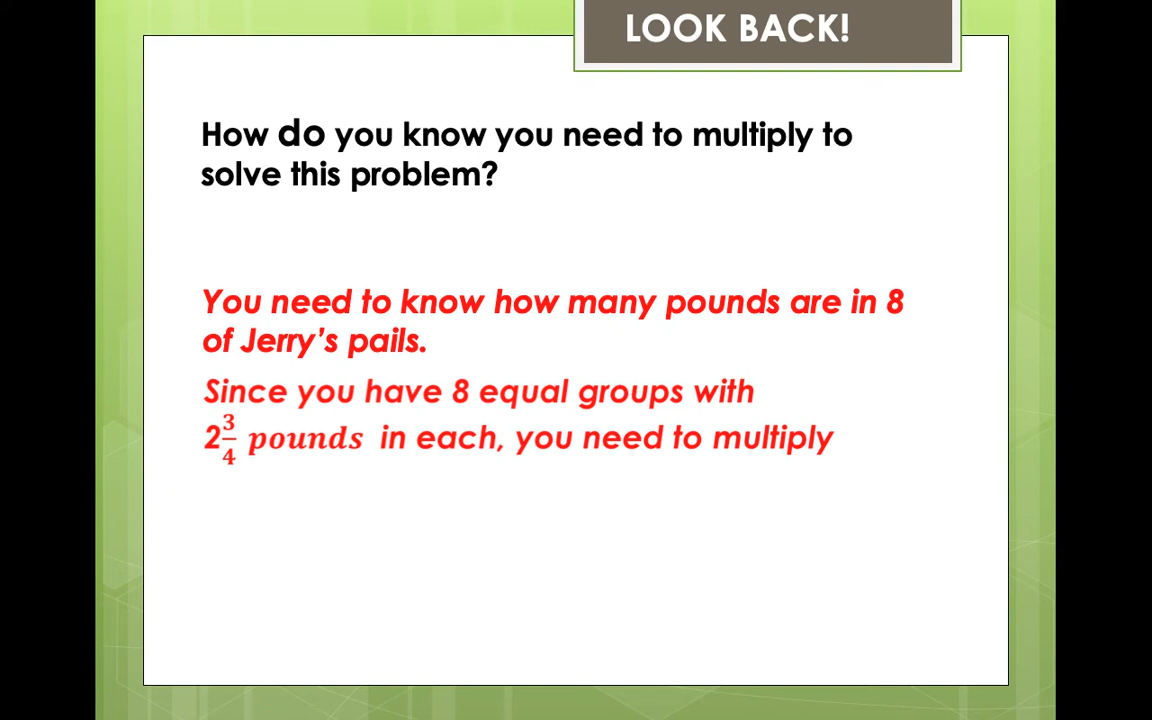 LOOK BACK!
How do you know you need to multiply to
solve this problem?
You need to know how many pounds are in 8
of Jerry’s pails.
Since you have 8 equal groups with
2 3/4 pounds in each, you need to multiply